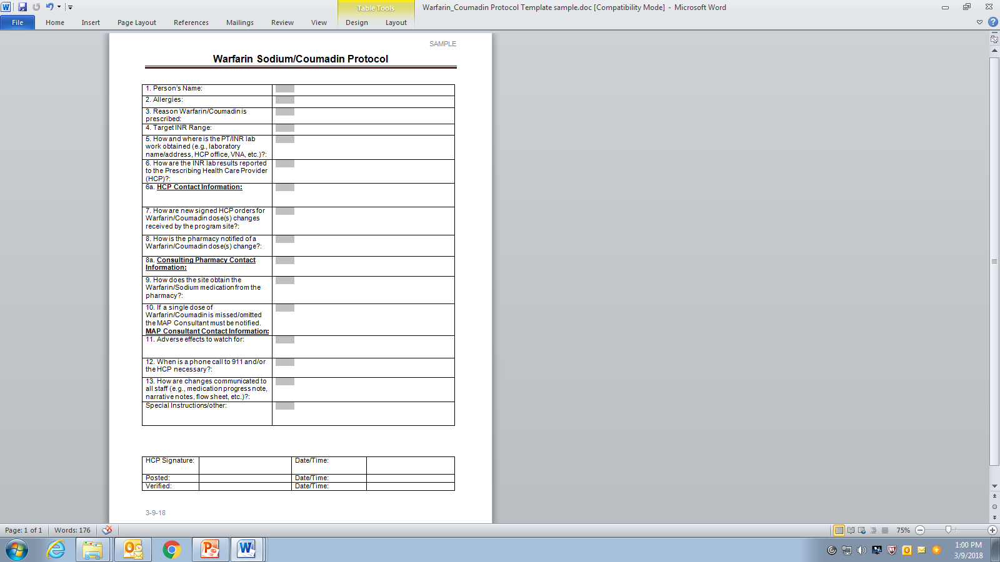 Table Tools
Warfarin_Coumadin Protocol Template sample.doc [Compatibility Mode] - Microsoft Word
File Home Insert Page Layout References Mailings Review View Design Layout
SAMPLE
Warfarin Sodium/Coumadin Protocol
1. Person's Name:
2. Allergies:
3. Reason Warfarin/Coumadin is
prescribed:
4. Target INR Range:
5. How and where is the PT/INR lab
work obtained (e.g., laboratory
name/address, HCP office, VNA, etc.)?:
6. How are the INR lab results reported
to the Prescribing Health Care Provider
(HCP)?:
6a. HCP Contact Information:
7. How are new signed HCP orders for
Warfarin/Coumadin dose(s) changes
received by the program site?:
8. How is the pharmacy notified of a
Warfarin/Coumadin dose(s) change?:
8a. Consulting Pharmacy Contact
Information:
9. How does the site obtain the
Warfarin/Sodium medication from the
pharmacy?:
10. If a single dose of
Warfarin/Coumadin is missed/omitted
the MAP Consultant must be notified.
MAP Consultant Contact Information:
11. Adverse effects to watch for:
12. When is a phone call to 911 and/or
the HCP necessary?:
13. How are changes communicated to
all staff (e.g., medication progress note,
narrative notes, flow sheet, etc.)?:
Special Instructions/other:
HCP Signature: Date/Time:
Posted: Date/Time:
Verified: Date/Time:
3-9-18
Page: 1 of 1 Words: 176 75%
1:00 PM
3/9/2018